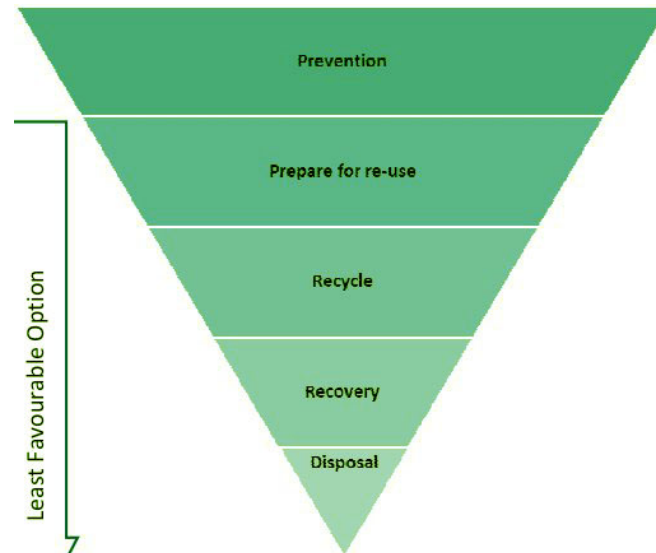 Prevention
Prepare for re-use
Recycle
Recovery
Disposal
Least Favourable Option